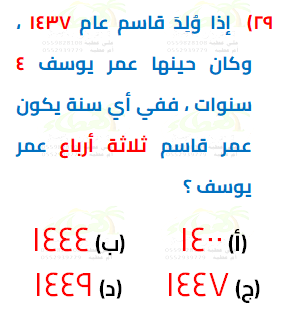 ٢٩) إذا وُلِدَ قاسم عام ١٤٣٧ ،
وكان حينها عمر يوسف ٤
سنوات ، ففي أي سنة يكون
عمر قاسم ثلاثة أرباع عمر
يوسف ؟
(أ) ١٤٠٠ (ب) ١٤٤٤
(ج) ١٤٤٧ (د) ١٤٤٩